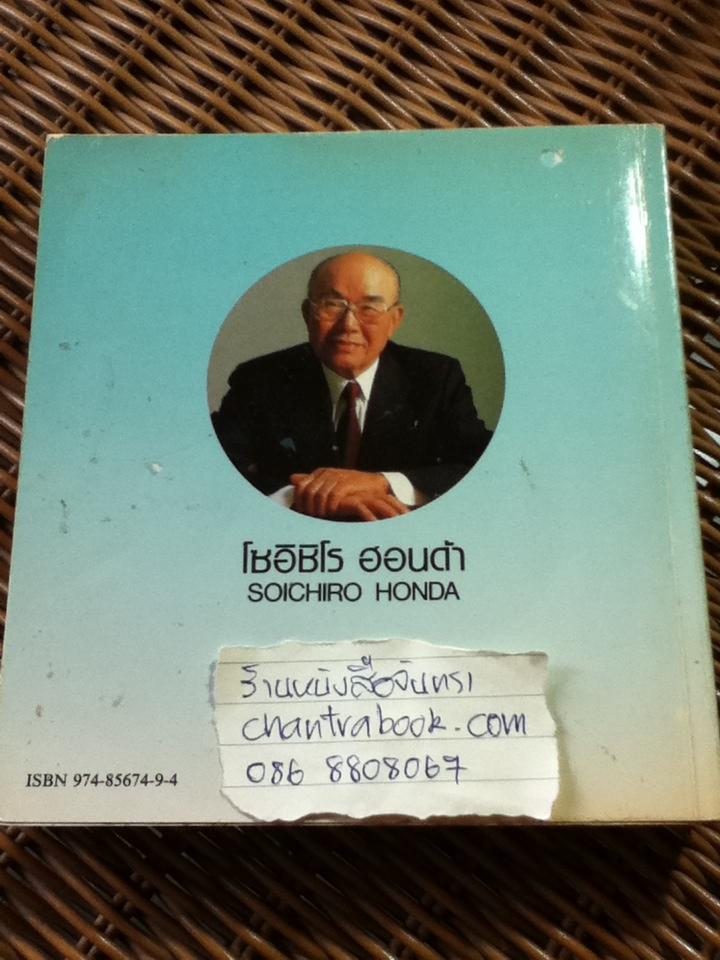 โซอิชิโร ฮอนด้า
SOICHIRO HONDA
ร้านหนังสือจันทรา
chantrabook.com
086 8808067
ISBN 974-85674-9-4